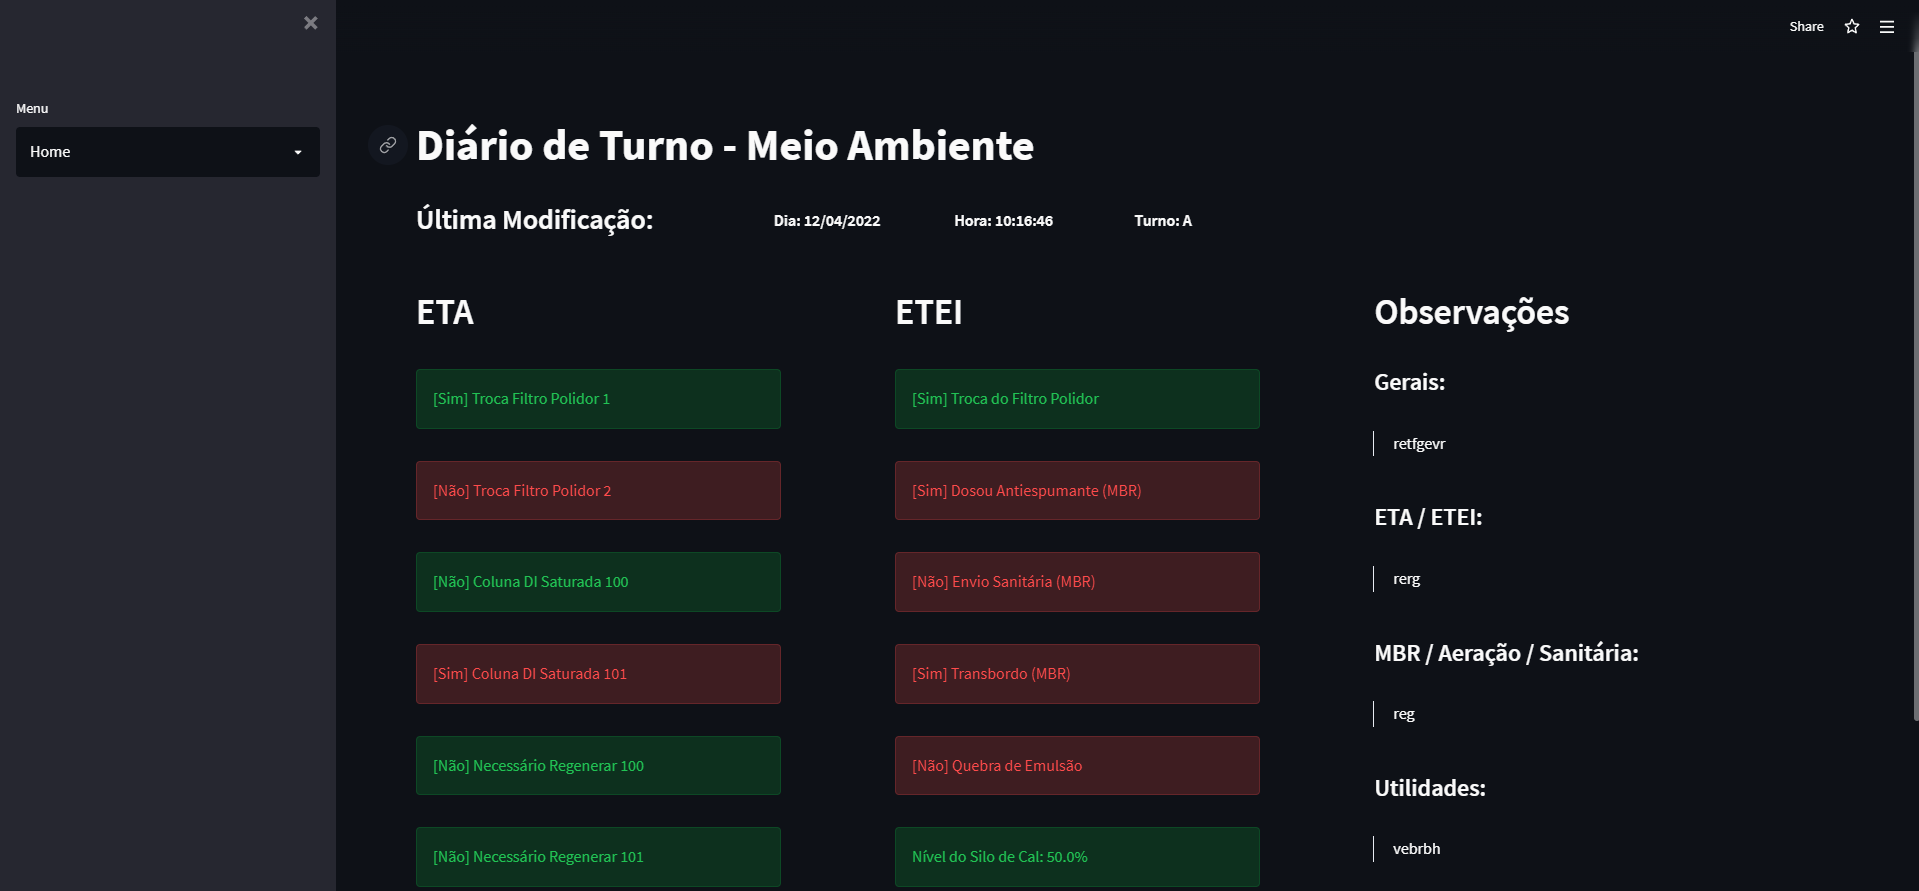 Share
Menu
Home
Diário de Turno - Meio Ambiente
Última Modificação:
Dia: 12/04/2022
Hora: 10:16:46
Turno: A
ETA
[Sim] Troca Filtro Polidor 1
[Não] Troca Filtro Polidor 2
[Não] Coluna DI Saturada 100
[Sim] Coluna DI Saturada 101
[Não] Necessário Regenerar 100
[Não] Necessário Regenerar 101
ETEI
[Sim] Troca do Filtro Polidor
[Sim] Dosou Antiespumante (MBR)
[Não] Envio Sanitária (MBR)
[Sim] Transbordo (MBR)
[Não] Quebra de Emulsão
Nível do Silo de Cal: 50.0%
Observações
Gerais:
retfgevr
ETA / ETEI:
rerg
MBR / Aeração / Sanitária:
reg
Utilidades:
vebrbh